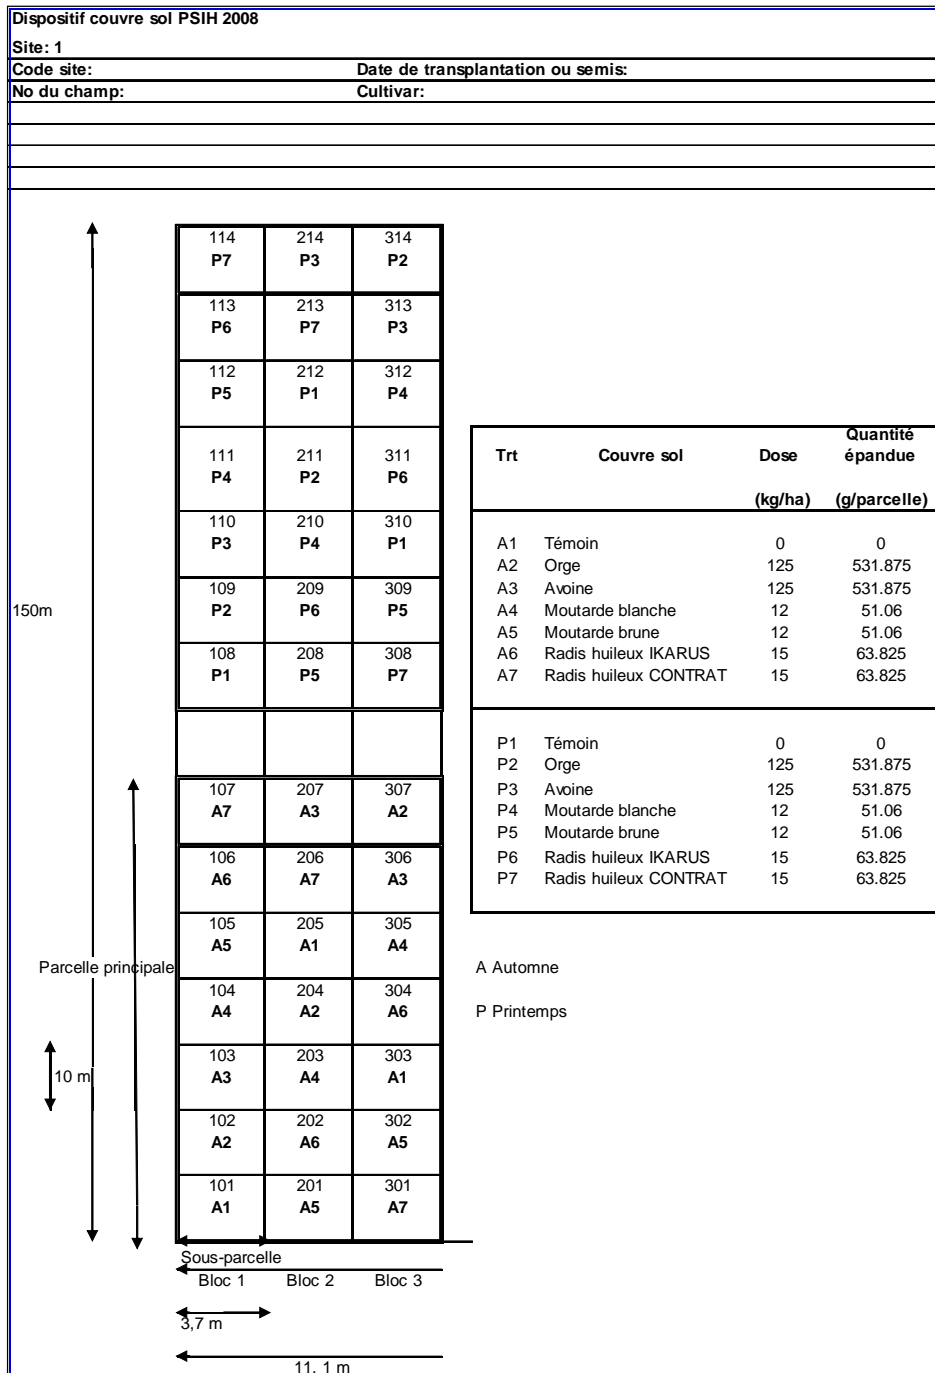 Dispositif couvre sol PSIH 2008
Site: 1
Code site: Date de transplantation ou semis:
No du champ: Cultivar:
114 214 314
P7 P3 P2
113 213 313
P6 P7 P3
112 212 312
P5 P1 P4
111 211 311
P4 P2 P6
110 210 310
P3 P4 P1
109 209 309
P2 P6 P5
150m
108 208 308
P1 P5 P7
107 207 307
A7 A3 A2
106 206 306
A6 A7 A3
105 205 305
A5 A1 A4
Parcelle principale
104 204 304
A4 A2 A6
103 203 303
A3 A4 A1
10 m
102 202 302
A2 A6 A5
101 201 301
A1 A5 A7
Sous-parcelle
Bloc 1 Bloc 2 Bloc 3
3,7 m
11, 1 m
Quantité
Trt Couvre sol Dose épandue
(kg/ha) (g/parcelle)
A1 Témoin 0 0
A2 Orge 125 531.875
A3 Avoine 125 531.875
A4 Moutarde blanche 12 51.06
A5 Moutarde brune 12 51.06
A6 Radis huileux IKARUS 15 63.825
A7 Radis huileux CONTRAT 15 63.825
P1 Témoin 0 0
P2 Orge 125 531.875
P3 Avoine 125 531.875
P4 Moutarde blanche 12 51.06
P5 Moutarde brune 12 51.06
P6 Radis huileux IKARUS 15 63.825
P7 Radis huileux CONTRAT 15 63.825
A Automne
P Printemps